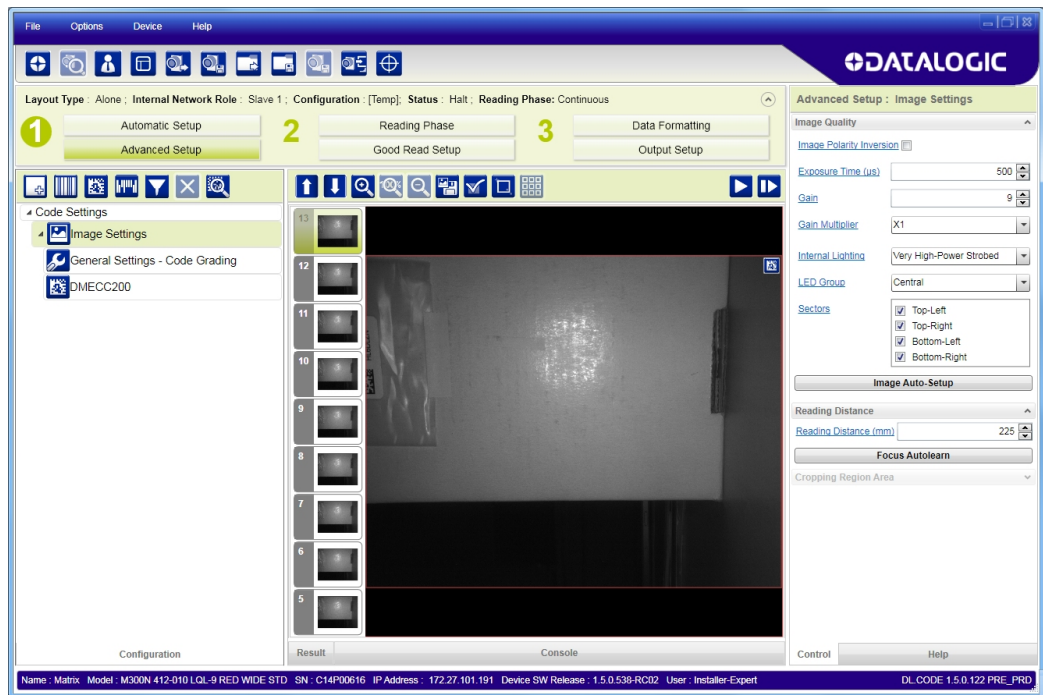 File Options Device Help
DATALOGIC
Layout Type : Alone ; Internal Network Role : Slave 1 ; Configuration : [Temp]; Status : Halt ; Reading Phase: Continuous
1 Automatic Setup 2 Reading Phase 3 Data Formatting
Advanced Setup Good Read Setup Output Setup
Code Settings
Image Settings
General Settings - Code Grading
DMECC200
Configuration
13
12
11
10
9
8
7
6
5
Result Console
Advanced Setup : Image Settings
Image Quality
Image Polarity Inversion
Exposure Time (µs) 500
Gain 9
Gain Multiplier X1
Internal Lighting Very High-Power Strobed
LED Group Central
Sectors Top-Left
Top-Right
Bottom-Left
Bottom-Right
Image Auto-Setup
Reading Distance
Reading Distance (mm) 225
Focus Autolearn
Cropping Region Area
Control Help
Name : Matrix Model : M300N 412-010 LQL-9 RED WIDE STD SN : C14P00616 IP Address : 172.27.101.191 Device SW Release : 1.5.0.538-RC02 User : Installer-Expert DL.CODE 1.5.0.122 PRE_PRD